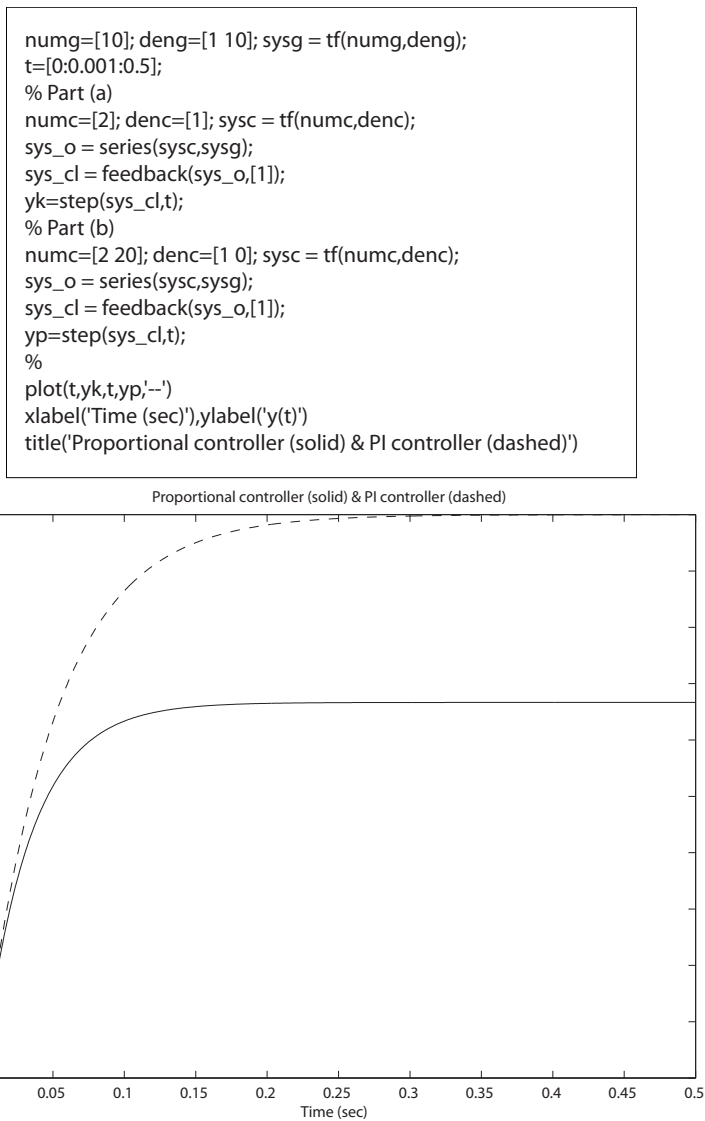 numg=[10]; deng=[1 10]; sysg = tf(numg,deng);
t=[0:0.001:0.5];
% Part (a)
numc=[2]; denc=[1]; sysc = tf(numc,denc);
sys_o = series(sysc,sysg);
sys_cl = feedback(sys_o,[1]);
yk=step(sys_cl,t);
% Part (b)
numc=[2 20]; denc=[1 0]; sysc = tf(numc,denc);
sys_o = series(sysc,sysg);
sys_cl = feedback(sys_o,[1]);
yp=step(sys_cl,t);
%
plot(t,yk,t,yp,'--')
xlabel('Time (sec)'),ylabel('y(t)')
title('Proportional controller (solid) & PI controller (dashed)')
Proportional controller (solid) & PI controller (dashed)
0.05 0.1 0.15 0.2 0.25 0.3 0.35 0.4 0.45 0.5
Time (sec)